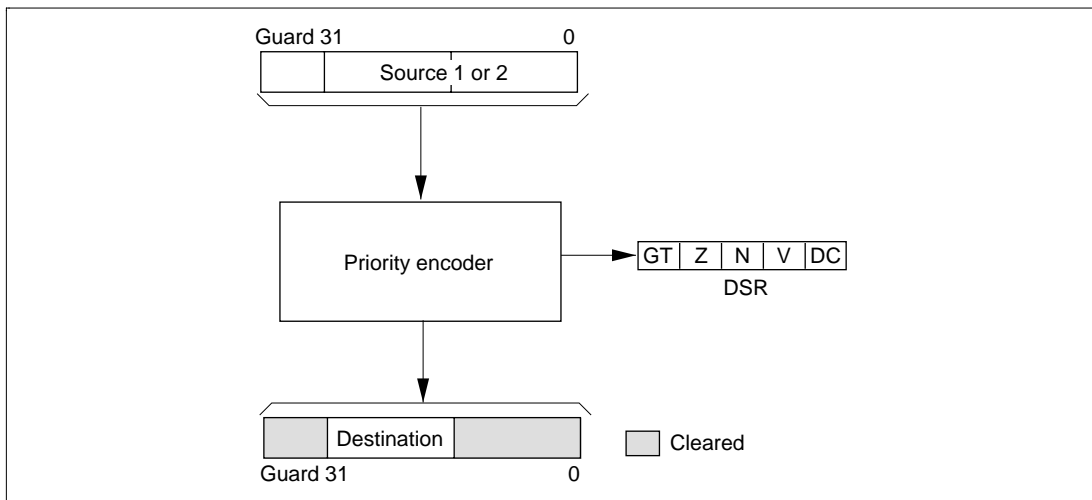 Guard 31 0
Source 1 or 2
Priority encoder
GT Z N V DC
DSR
Destination
Cleared
Guard 31 0